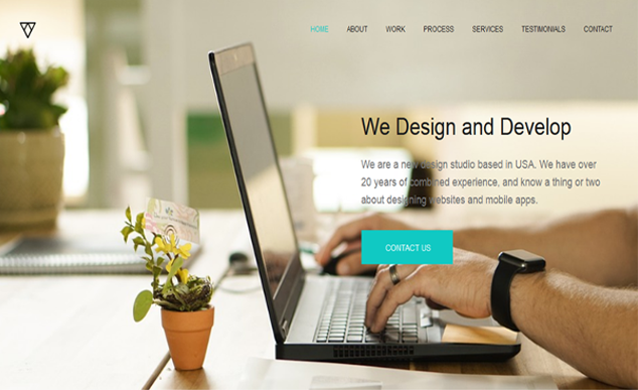 HOME ABOUT WORK PROCESS SERVICES TESTIMONIALS CONTACT
We Design and Develop
We are a new design studio based in USA. We have over
20 years of combined experience, and know a thing or two
about designing websites and mobile apps.
CONTACT US